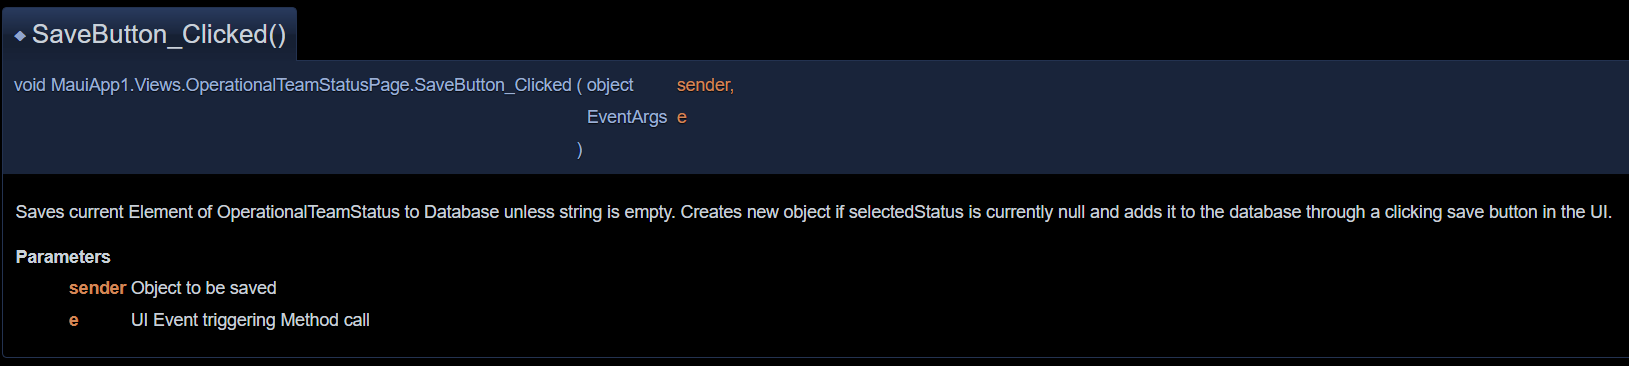 ◆ SaveButton_Clicked()
void MauiApp1.Views.OperationalTeamStatusPage.SaveButton_Clicked ( object sender,
EventArgs e
)
Saves current Element of OperationalTeamStatus to Database unless string is empty. Creates new object if selectedStatus is currently null and adds it to the database through a clicking save button in the UI.
Parameters
sender Object to be saved
e UI Event triggering Method call